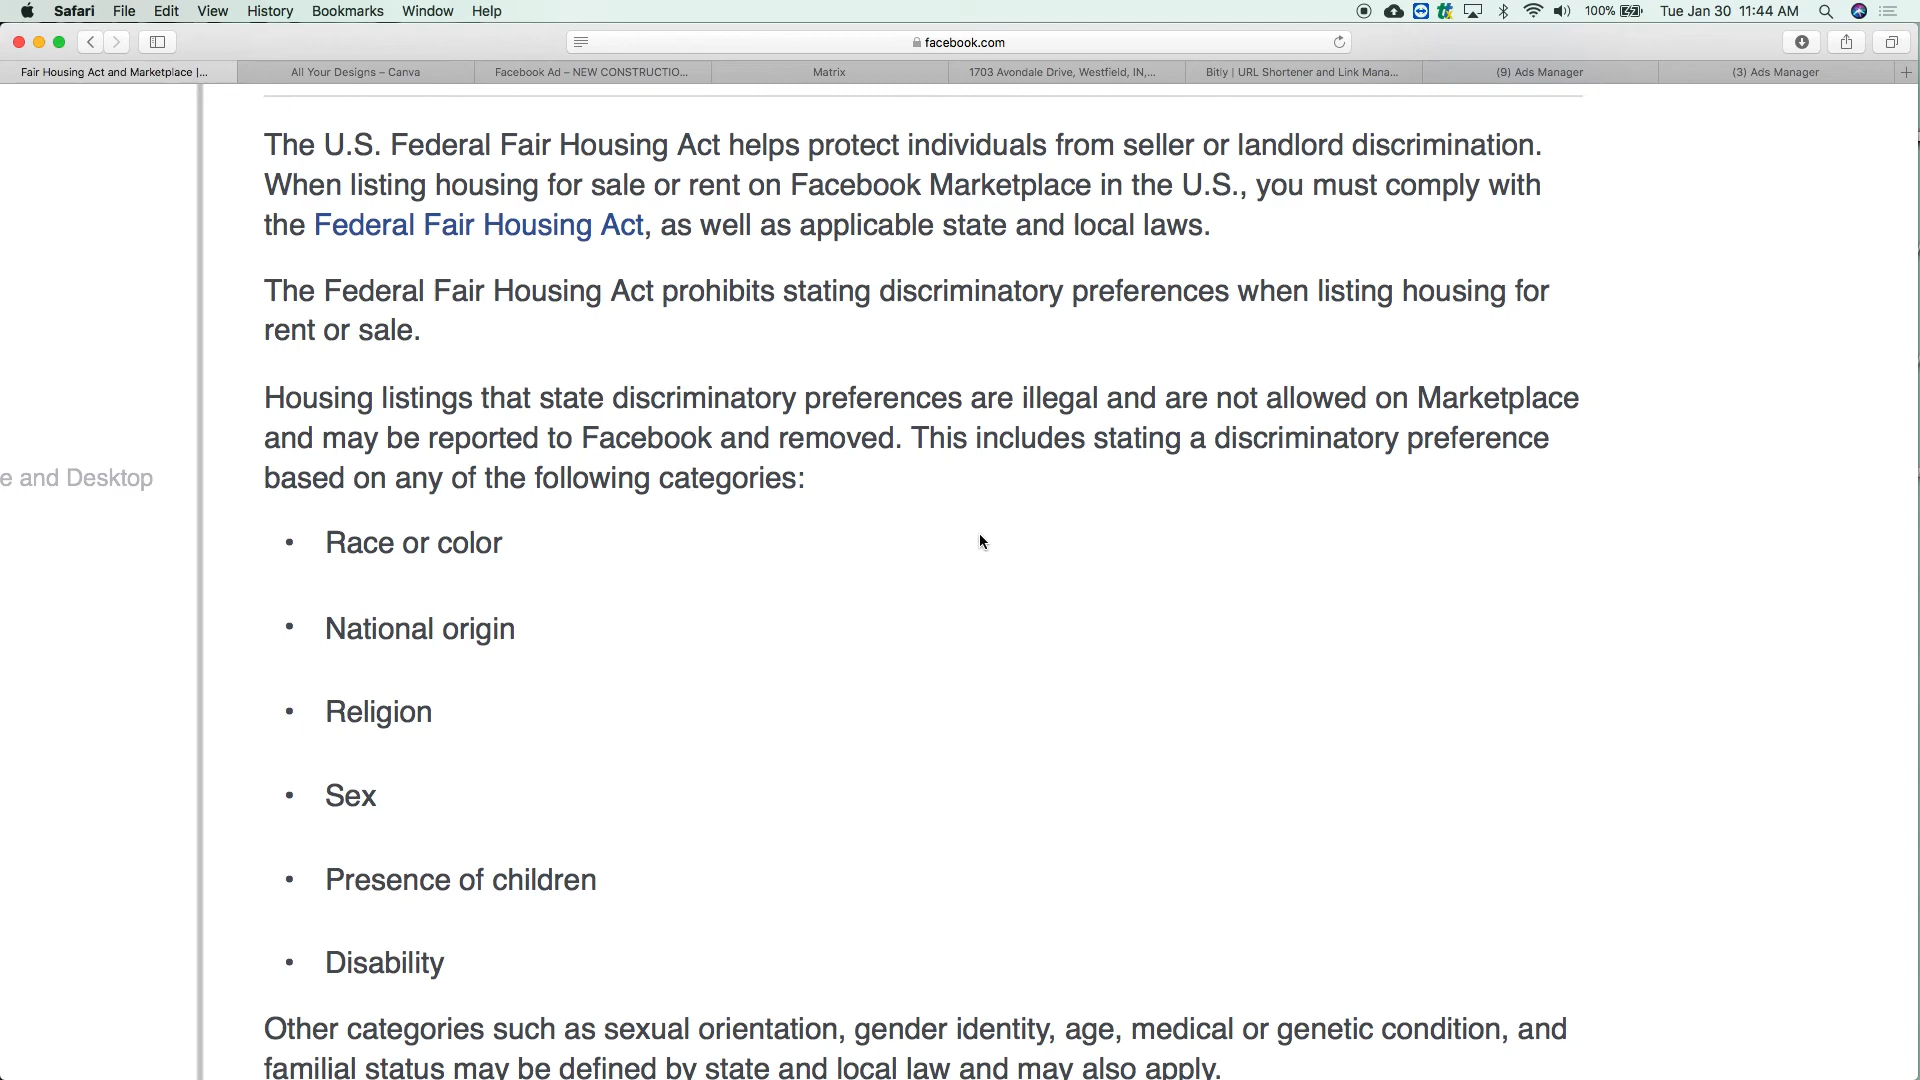 Safari File Edit View History Bookmarks Window Help 100% Tue Jan 30 11:44 AM
facebook.com
Fair Housing Act and Marketplace |... All Your Designs – Canva Facebook Ad – NEW CONSTRUCTIO... Matrix 1703 Avondale Drive, Westfield, IN,... Bitly | URL Shortener and Link Mana... (9) Ads Manager (3) Ads Manager
The U.S. Federal Fair Housing Act helps protect individuals from seller or landlord discrimination.
When listing housing for sale or rent on Facebook Marketplace in the U.S., you must comply with
the Federal Fair Housing Act, as well as applicable state and local laws.
The Federal Fair Housing Act prohibits stating discriminatory preferences when listing housing for
rent or sale.
Housing listings that state discriminatory preferences are illegal and are not allowed on Marketplace
and may be reported to Facebook and removed. This includes stating a discriminatory preference
based on any of the following categories:
e and Desktop
• Race or color
• National origin
• Religion
• Sex
• Presence of children
• Disability
Other categories such as sexual orientation, gender identity, age, medical or genetic condition, and
familial status may be defined by state and local law and may also apply.